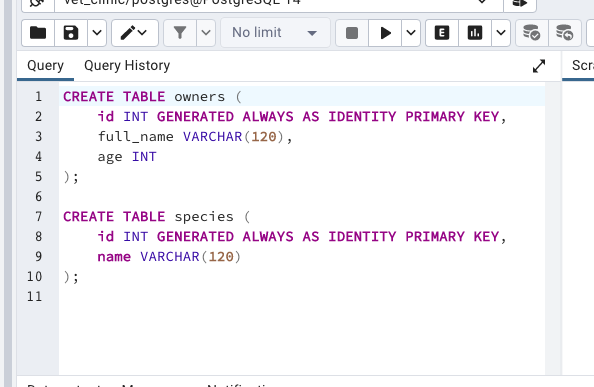 vet_clinic/postgres@PostgreSQL 14
No limit
E
Query Query History
Scr
1 CREATE TABLE owners (
2 id INT GENERATED ALWAYS AS IDENTITY PRIMARY KEY,
3 full_name VARCHAR(120),
4 age INT
5 );
6
7 CREATE TABLE species (
8 id INT GENERATED ALWAYS AS IDENTITY PRIMARY KEY,
9 name VARCHAR(120)
10 );
11